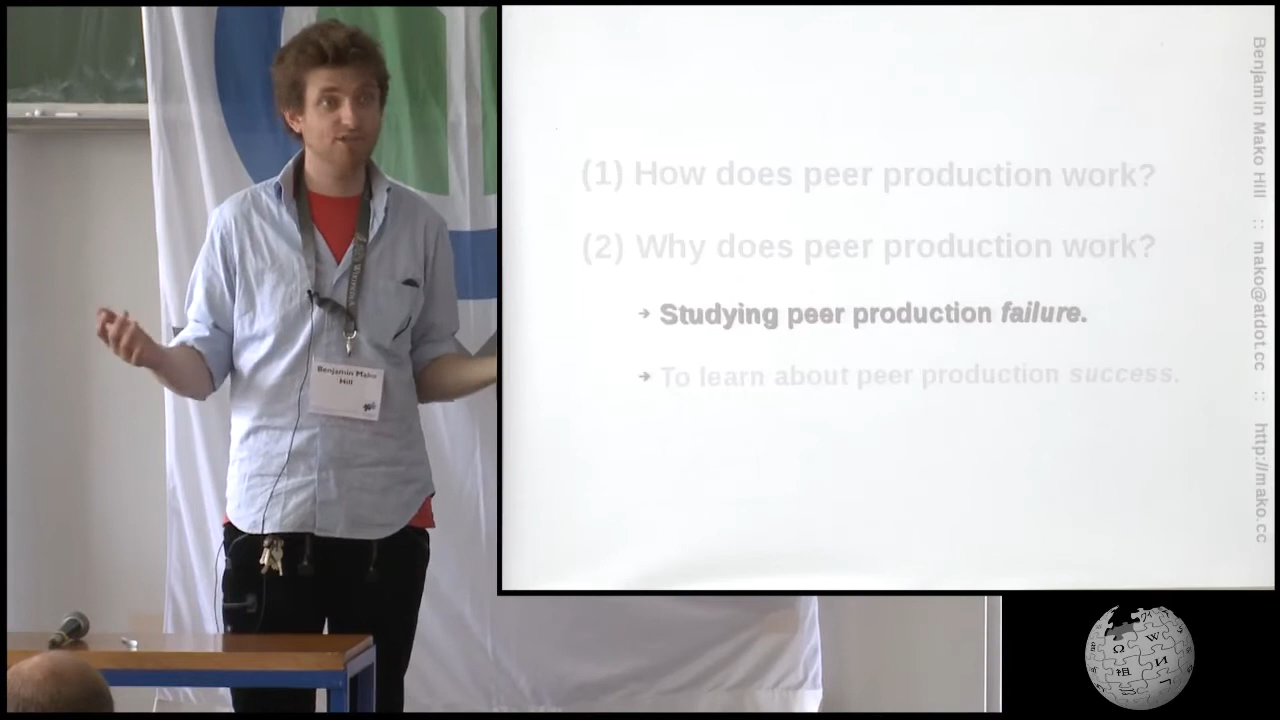 (1) How does peer production work?
(2) Why does peer production work?
→ Studying peer production failure.
→ To learn about peer production success.
Benjamin Mako Hill :: mako@atdot.cc :: http://mako.cc
Benjamin Mako
Hill
Ω W
祖 И